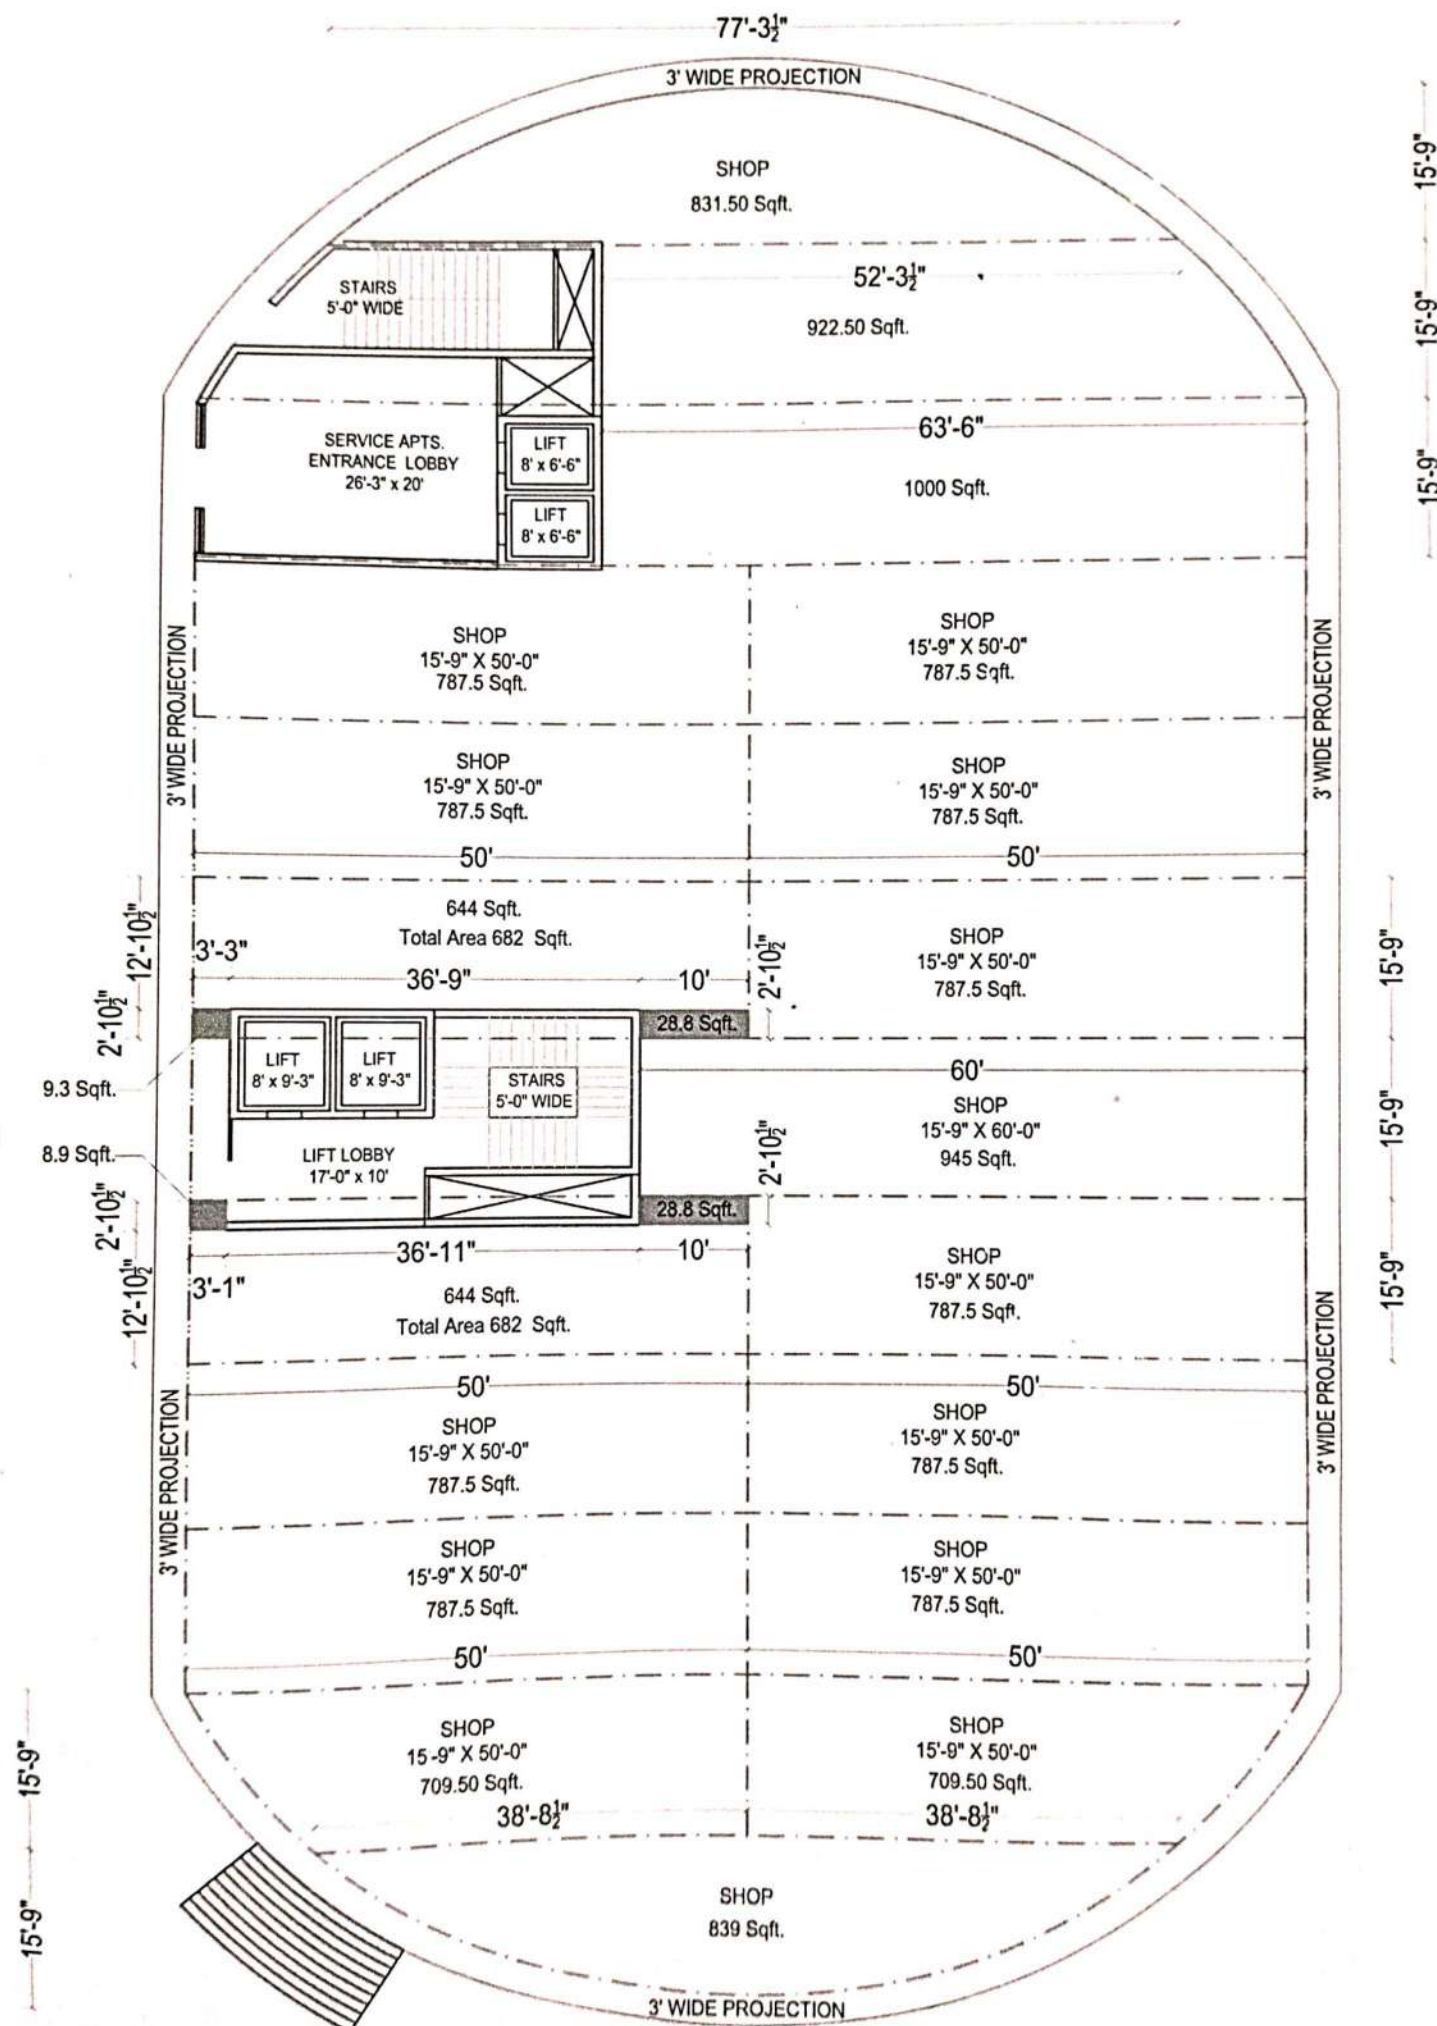 77'-3½"
3' WIDE PROJECTION
SHOP
831.50 Sqft.
15'-9"
STAIRS
5'-0" WIDE
52'-3½"
922.50 Sqft.
15'-9"
SERVICE APTS.
ENTRANCE LOBBY
26'-3" x 20'
LIFT
8' x 6'-6"
LIFT
8' x 6'-6"
63'-6"
1000 Sqft.
15'-9"
3' WIDE PROJECTION
SHOP
15'-9" X 50'-0"
787.5 Sqft.
SHOP
15'-9" X 50'-0"
787.5 Sqft.
3' WIDE PROJECTION
SHOP
15'-9" X 50'-0"
787.5 Sqft.
SHOP
15'-9" X 50'-0"
787.5 Sqft.
50'
50'
12'-10½"
644 Sqft.
Total Area 682 Sqft.
3'-3"
36'-9"
10'
2'-10½"
SHOP
15'-9" X 50'-0"
787.5 Sqft.
15'-9"
2'-10½"
28.8 Sqft.
9.3 Sqft.
LIFT
8' x 9'-3"
LIFT
8' x 9'-3"
STAIRS
5'-0" WIDE
60'
SHOP
15'-9" X 60'-0"
945 Sqft.
15'-9"
8.9 Sqft.
LIFT LOBBY
17'-0" x 10'
2'-10½"
2'-10½"
28.8 Sqft.
36'-11"
10'
3'-1"
12'-10½"
644 Sqft.
Total Area 682 Sqft.
SHOP
15'-9" X 50'-0"
787.5 Sqft.
15'-9"
50'
50'
3' WIDE PROJECTION
SHOP
15'-9" X 50'-0"
787.5 Sqft.
SHOP
15'-9" X 50'-0"
787.5 Sqft.
3' WIDE PROJECTION
SHOP
15'-9" X 50'-0"
787.5 Sqft.
SHOP
15'-9" X 50'-0"
787.5 Sqft.
50'
50'
15'-9"
SHOP
15-9" X 50'-0"
709.50 Sqft.
SHOP
15'-9" X 50'-0"
709.50 Sqft.
38'-8½"
38'-8½"
15'-9"
SHOP
839 Sqft.
3' WIDE PROJECTION